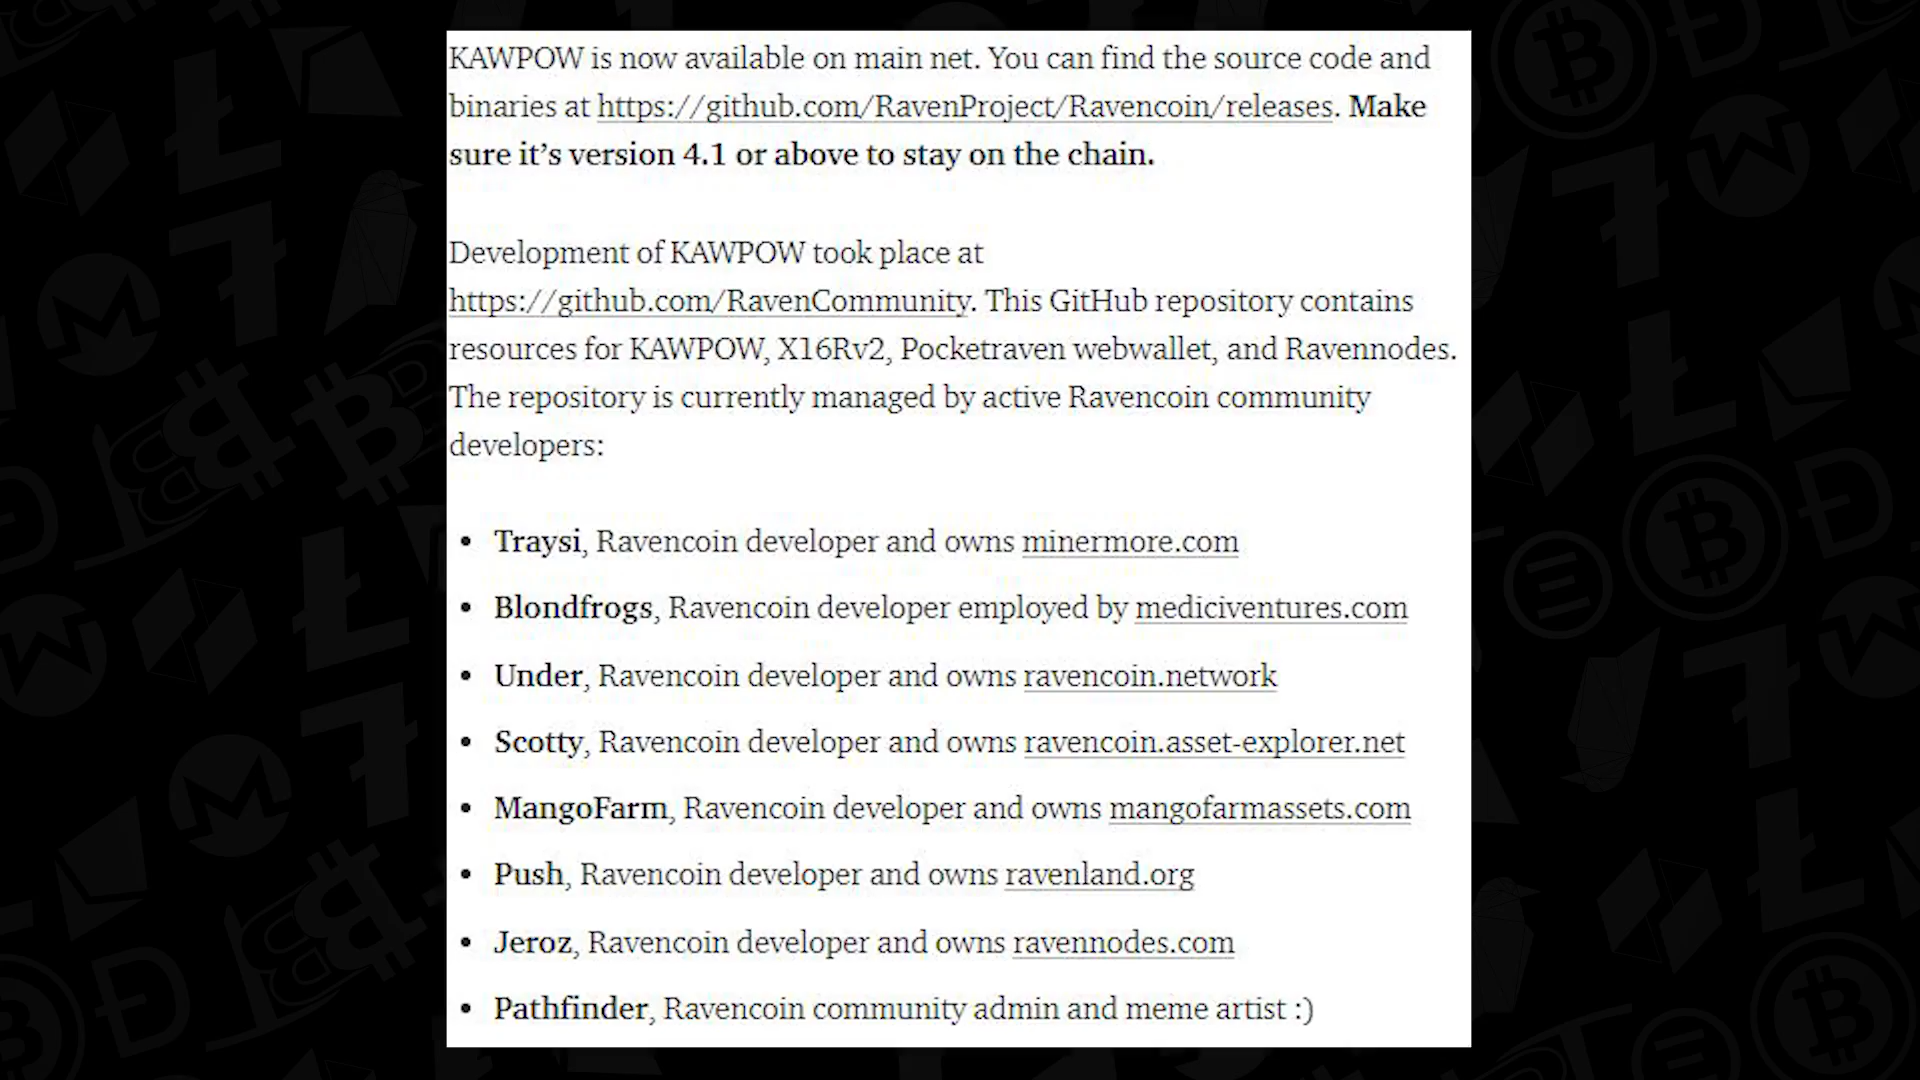 KAWPOW is now available on main net. You can find the source code and
binaries at https://github.com/RavenProject/Ravencoin/releases. Make
sure it’s version 4.1 or above to stay on the chain.
Development of KAWPOW took place at
https://github.com/RavenCommunity. This GitHub repository contains
resources for KAWPOW, X16Rv2, Pocketraven webwallet, and Ravennodes.
The repository is currently managed by active Ravencoin community
developers:
• Traysi, Ravencoin developer and owns minermore.com
• Blondfrogs, Ravencoin developer employed by mediciventures.com
• Under, Ravencoin developer and owns ravencoin.network
• Scotty, Ravencoin developer and owns ravencoin.asset-explorer.net
• MangoFarm, Ravencoin developer and owns mangofarmassets.com
• Push, Ravencoin developer and owns ravenland.org
• Jeroz, Ravencoin developer and owns ravennodes.com
• Pathfinder, Ravencoin community admin and meme artist :)